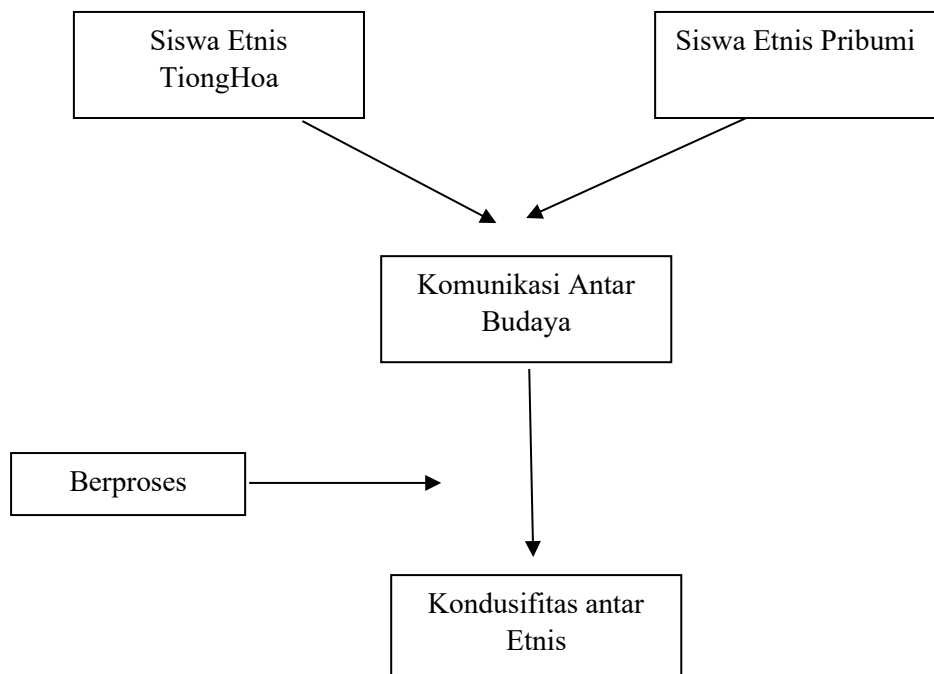 Siswa Etnis
TiongHoa
Siswa Etnis Pribumi
Komunikasi Antar
Budaya
Berproses
Kondusifitas antar
Etnis